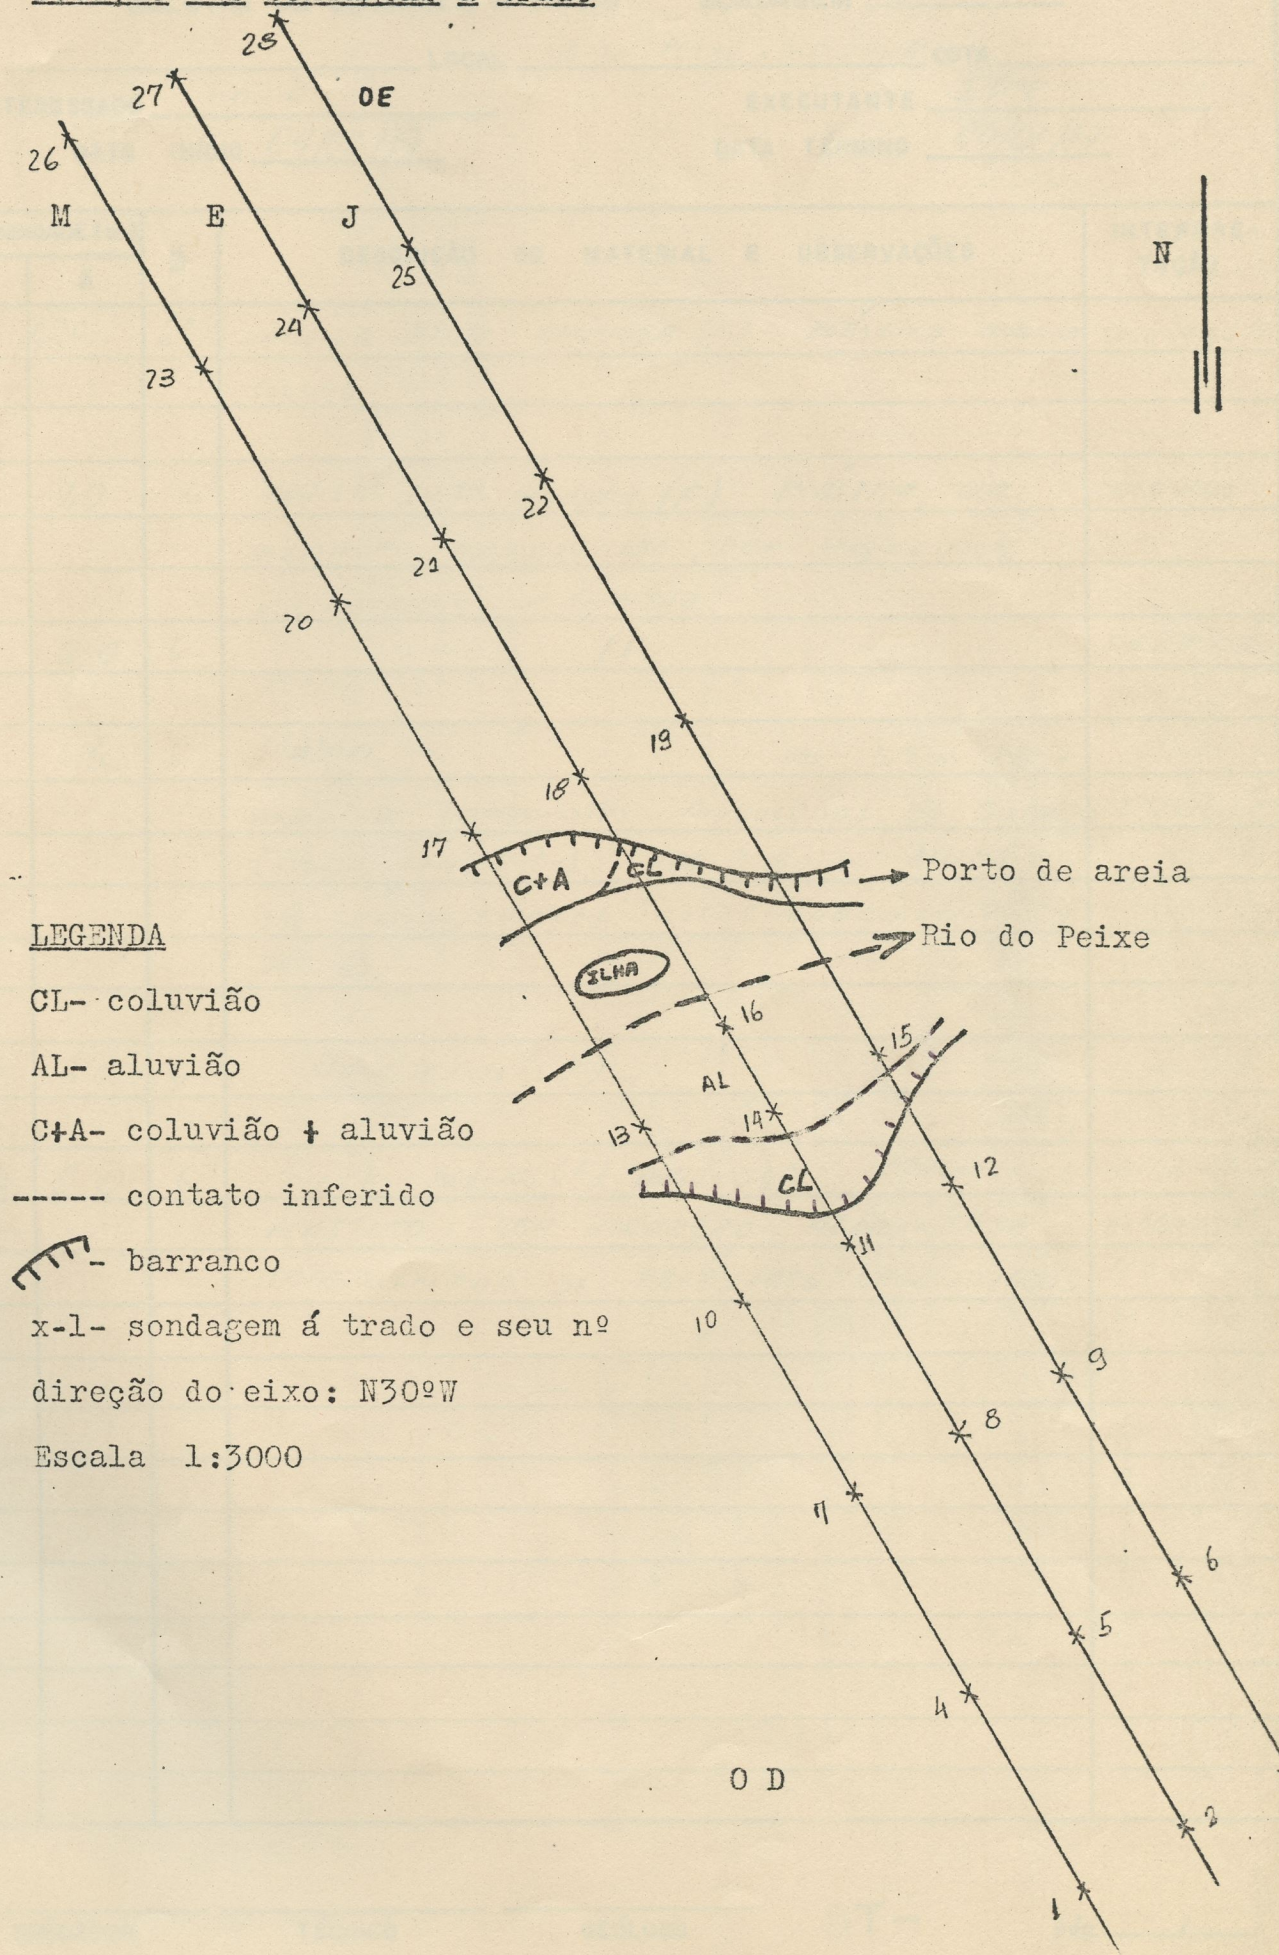 28
27
OE
26
M E J
N
25
24
23
22
21
20
19
18
17
C+A CL
Porto de areia
LEGENDA
Rio do Peixe
ILHA
CL- coluvião
16
15
AL- aluvião
AL
14
C+A- coluvião + aluvião
13
12
CL
----- contato inferido
11
- barranco
10
x-1- sondagem á trado e seu nº
9
direção do eixo: N30ºW
8
Escala 1:3000
7
6
5
4
O D
2
1